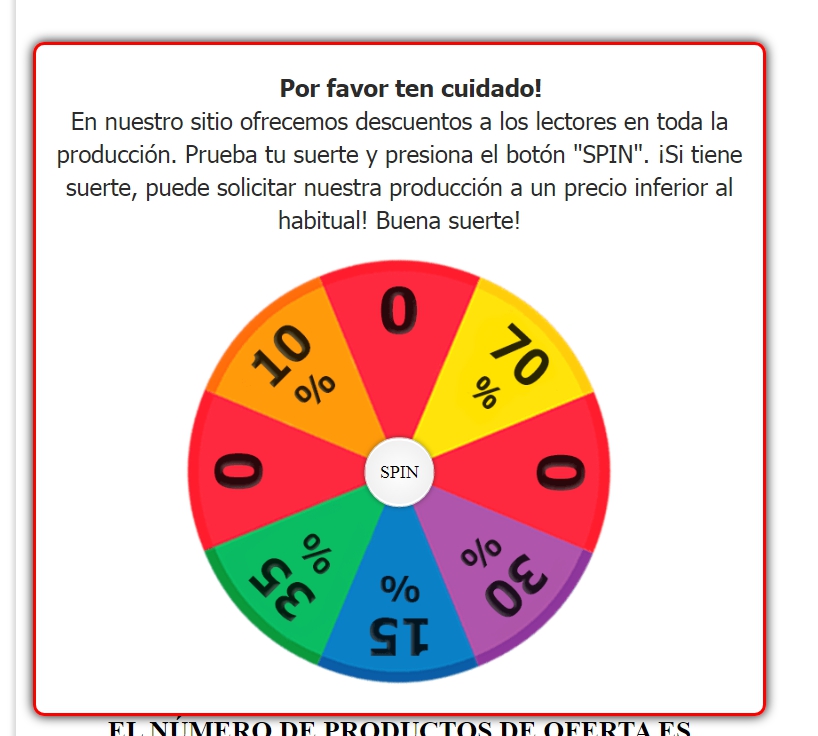 Por favor ten cuidado!
En nuestro sitio ofrecemos descuentos a los lectores en toda la
producción. Prueba tu suerte y presiona el botón "SPIN". ¡Si tiene
suerte, puede solicitar nuestra producción a un precio inferior al
habitual! Buena suerte!
0
10 %
70 %
0
SPIN
0
35 %
30 %
15 %
EL NÚMERO DE PRODUCTOS DE OFERTA ES